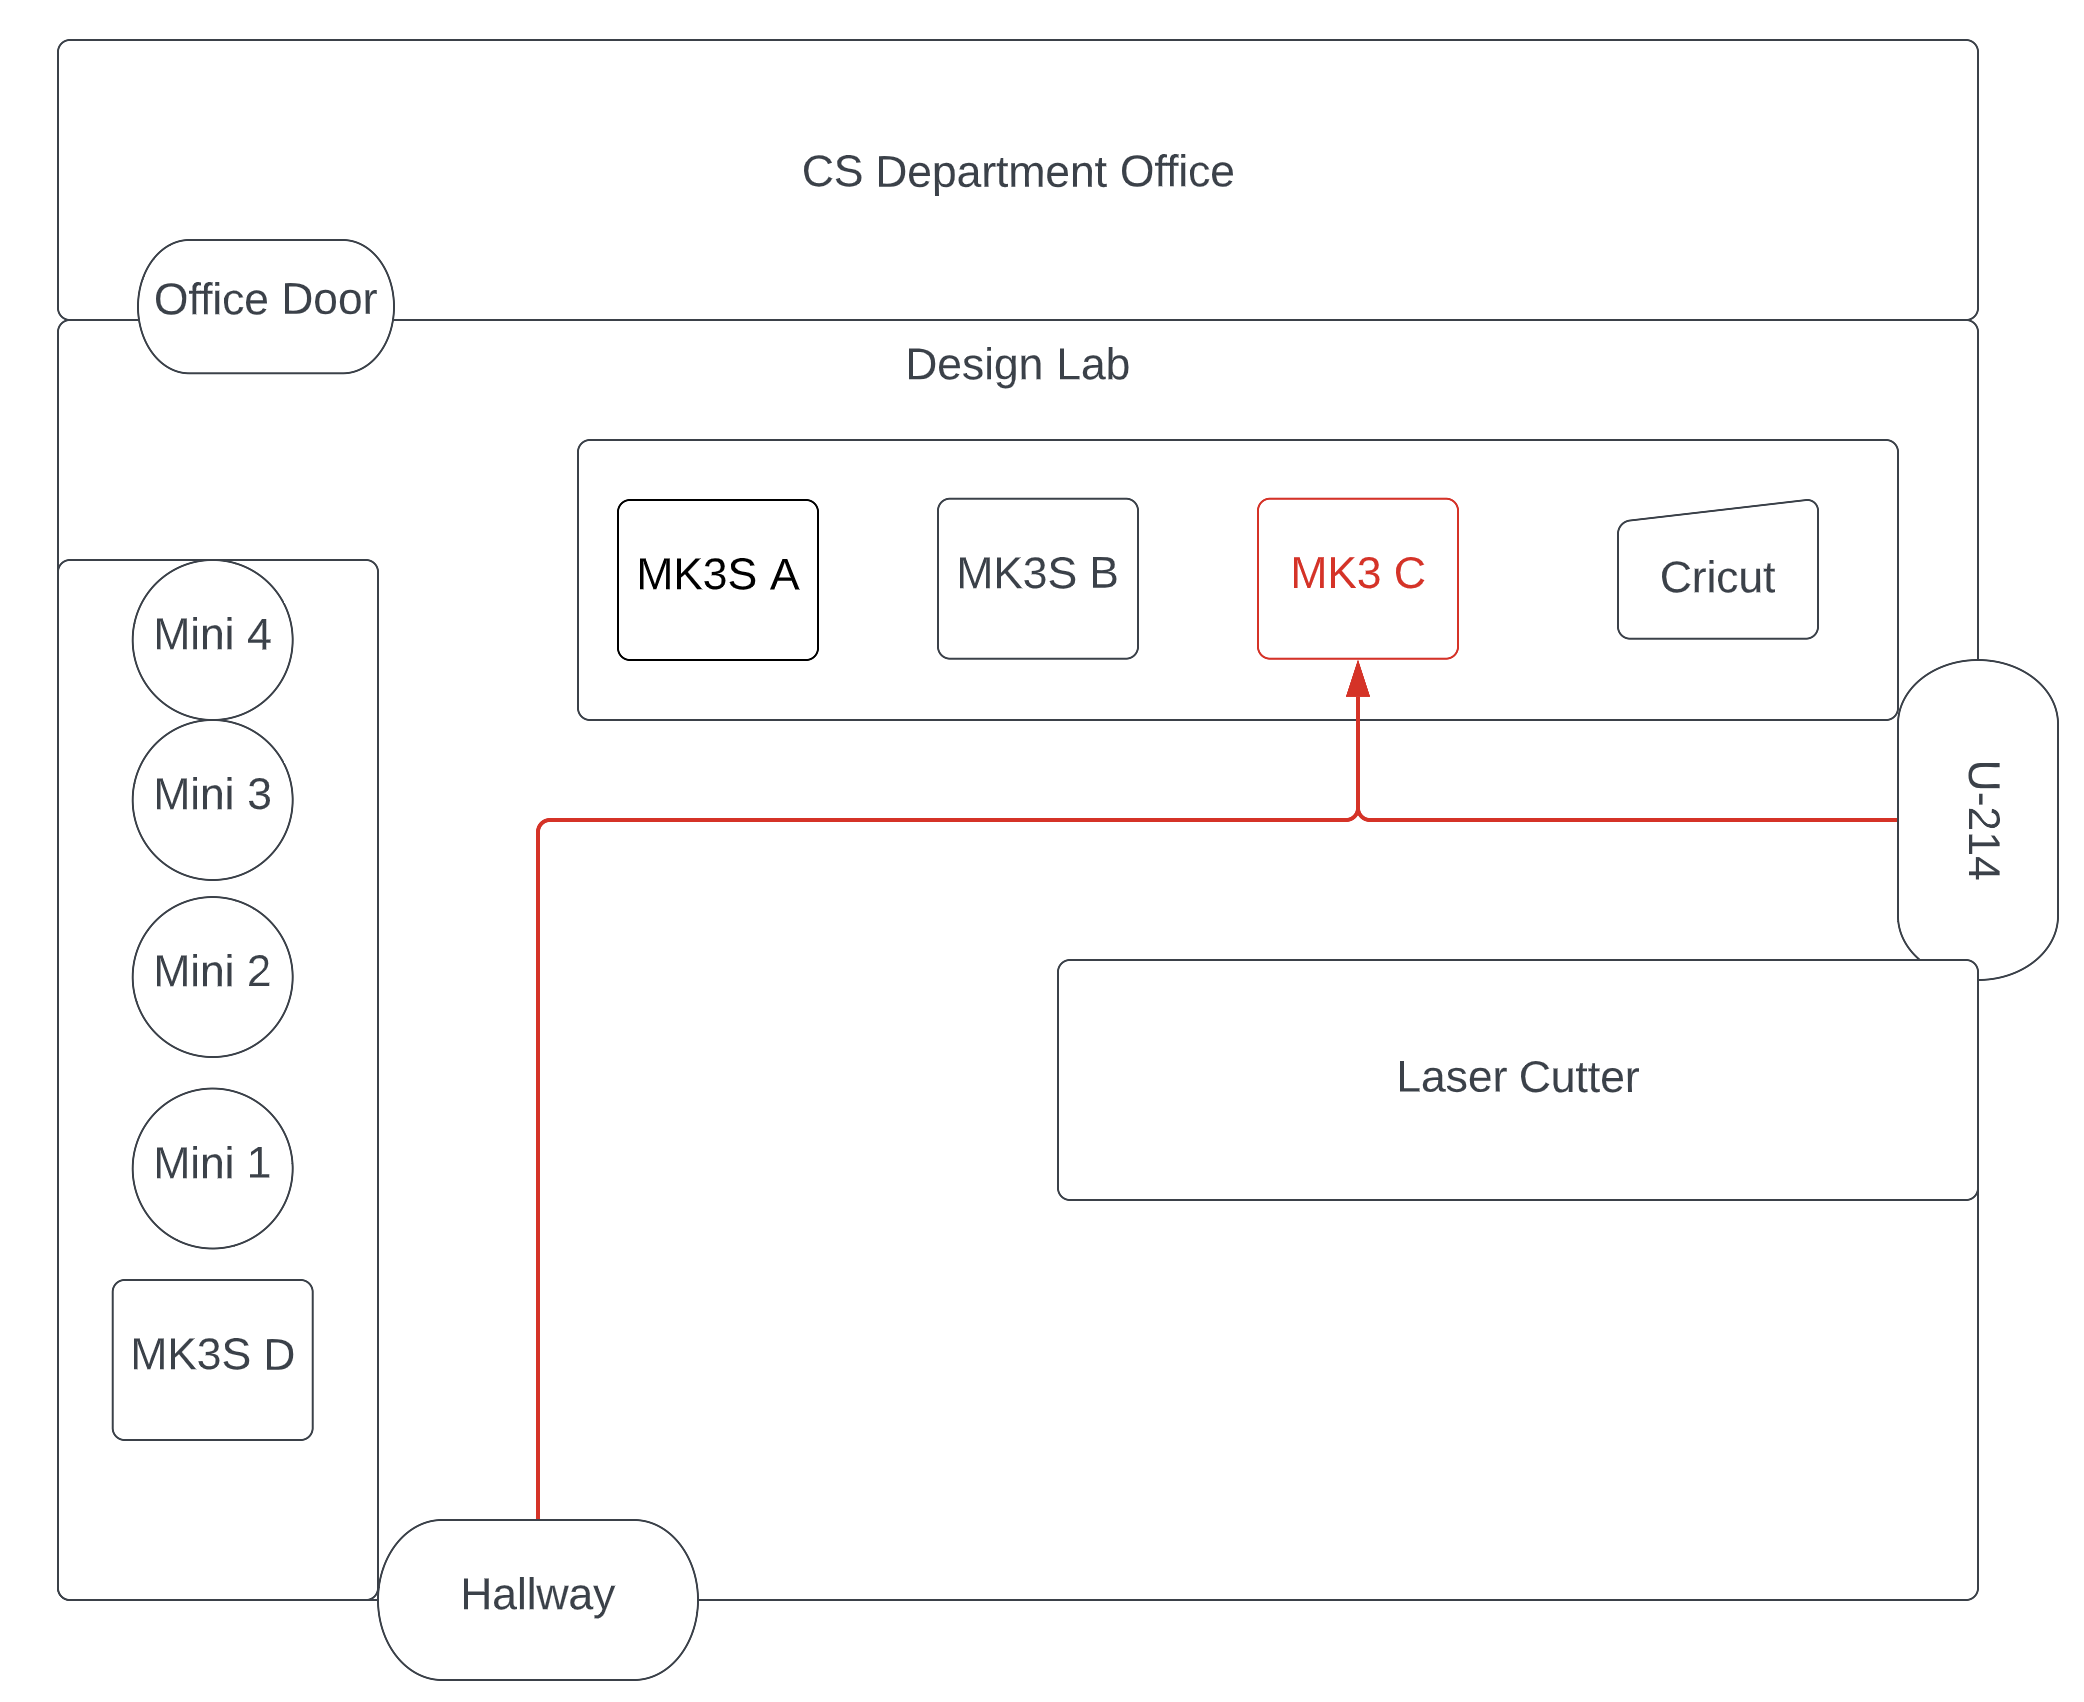 CS Department Office
Office Door
Design Lab
MK3S A
MK3S B
MK3 C
Cricut
Mini 4
Mini 3
U-214
Mini 2
Laser Cutter
Mini 1
MK3S D
Hallway